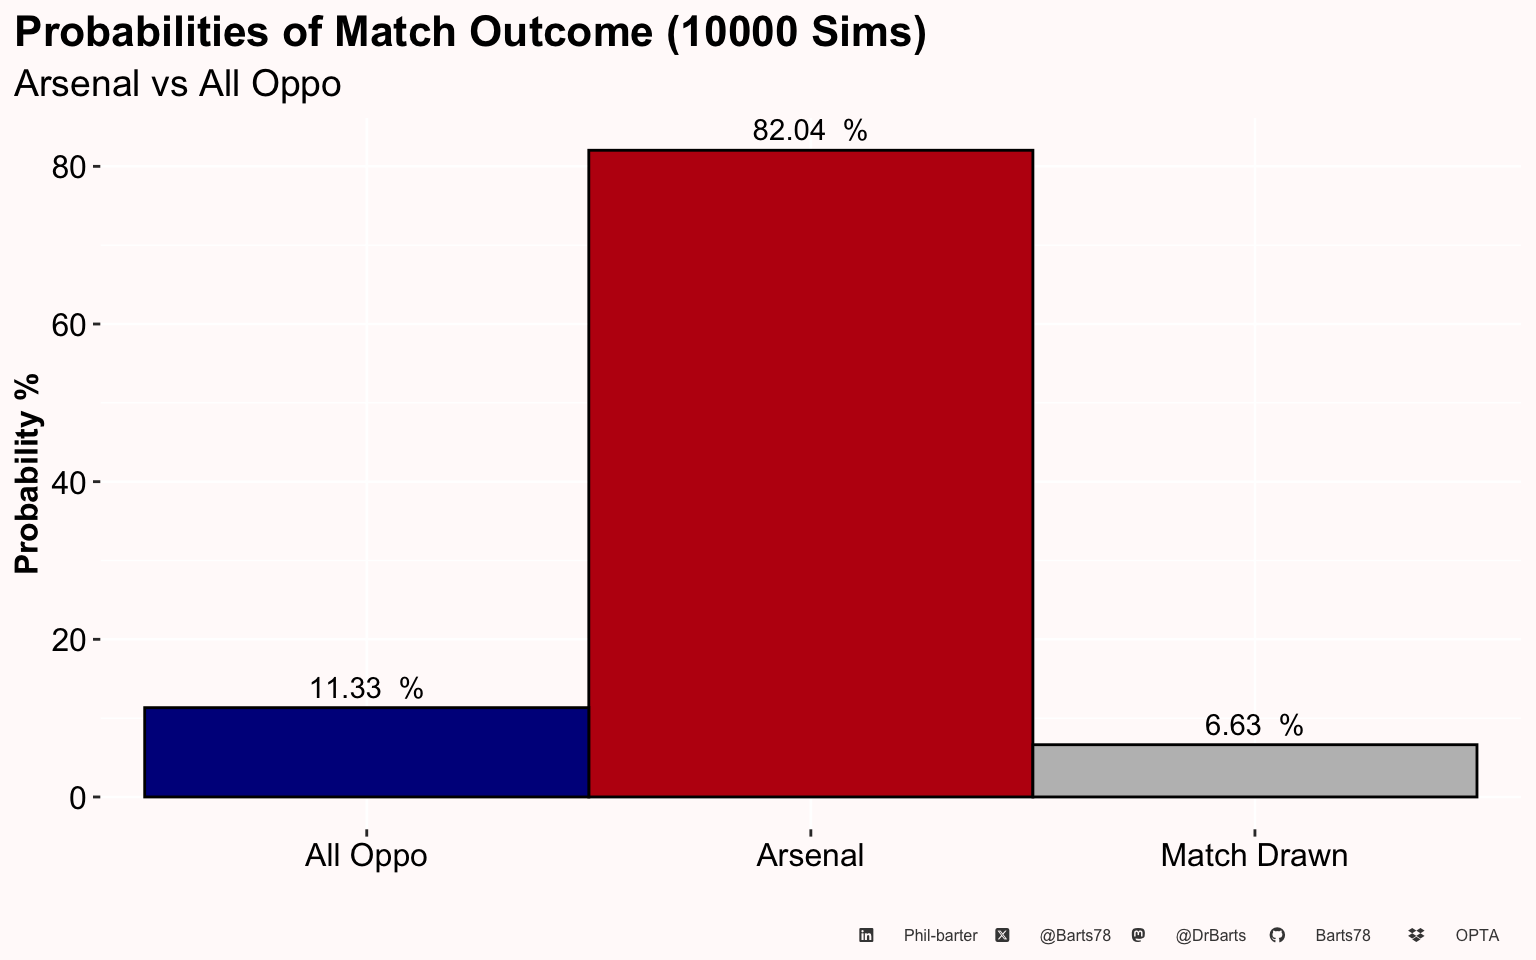 Probabilities of Match Outcome (10000 Sims)
Arsenal vs All Oppo
82.04 %
80
60
Probability %
40
20
11.33 %
6.63 %
0
All Oppo
Arsenal
Match Drawn
Phil-barter @Barts78 @DrBarts Barts78 OPTA